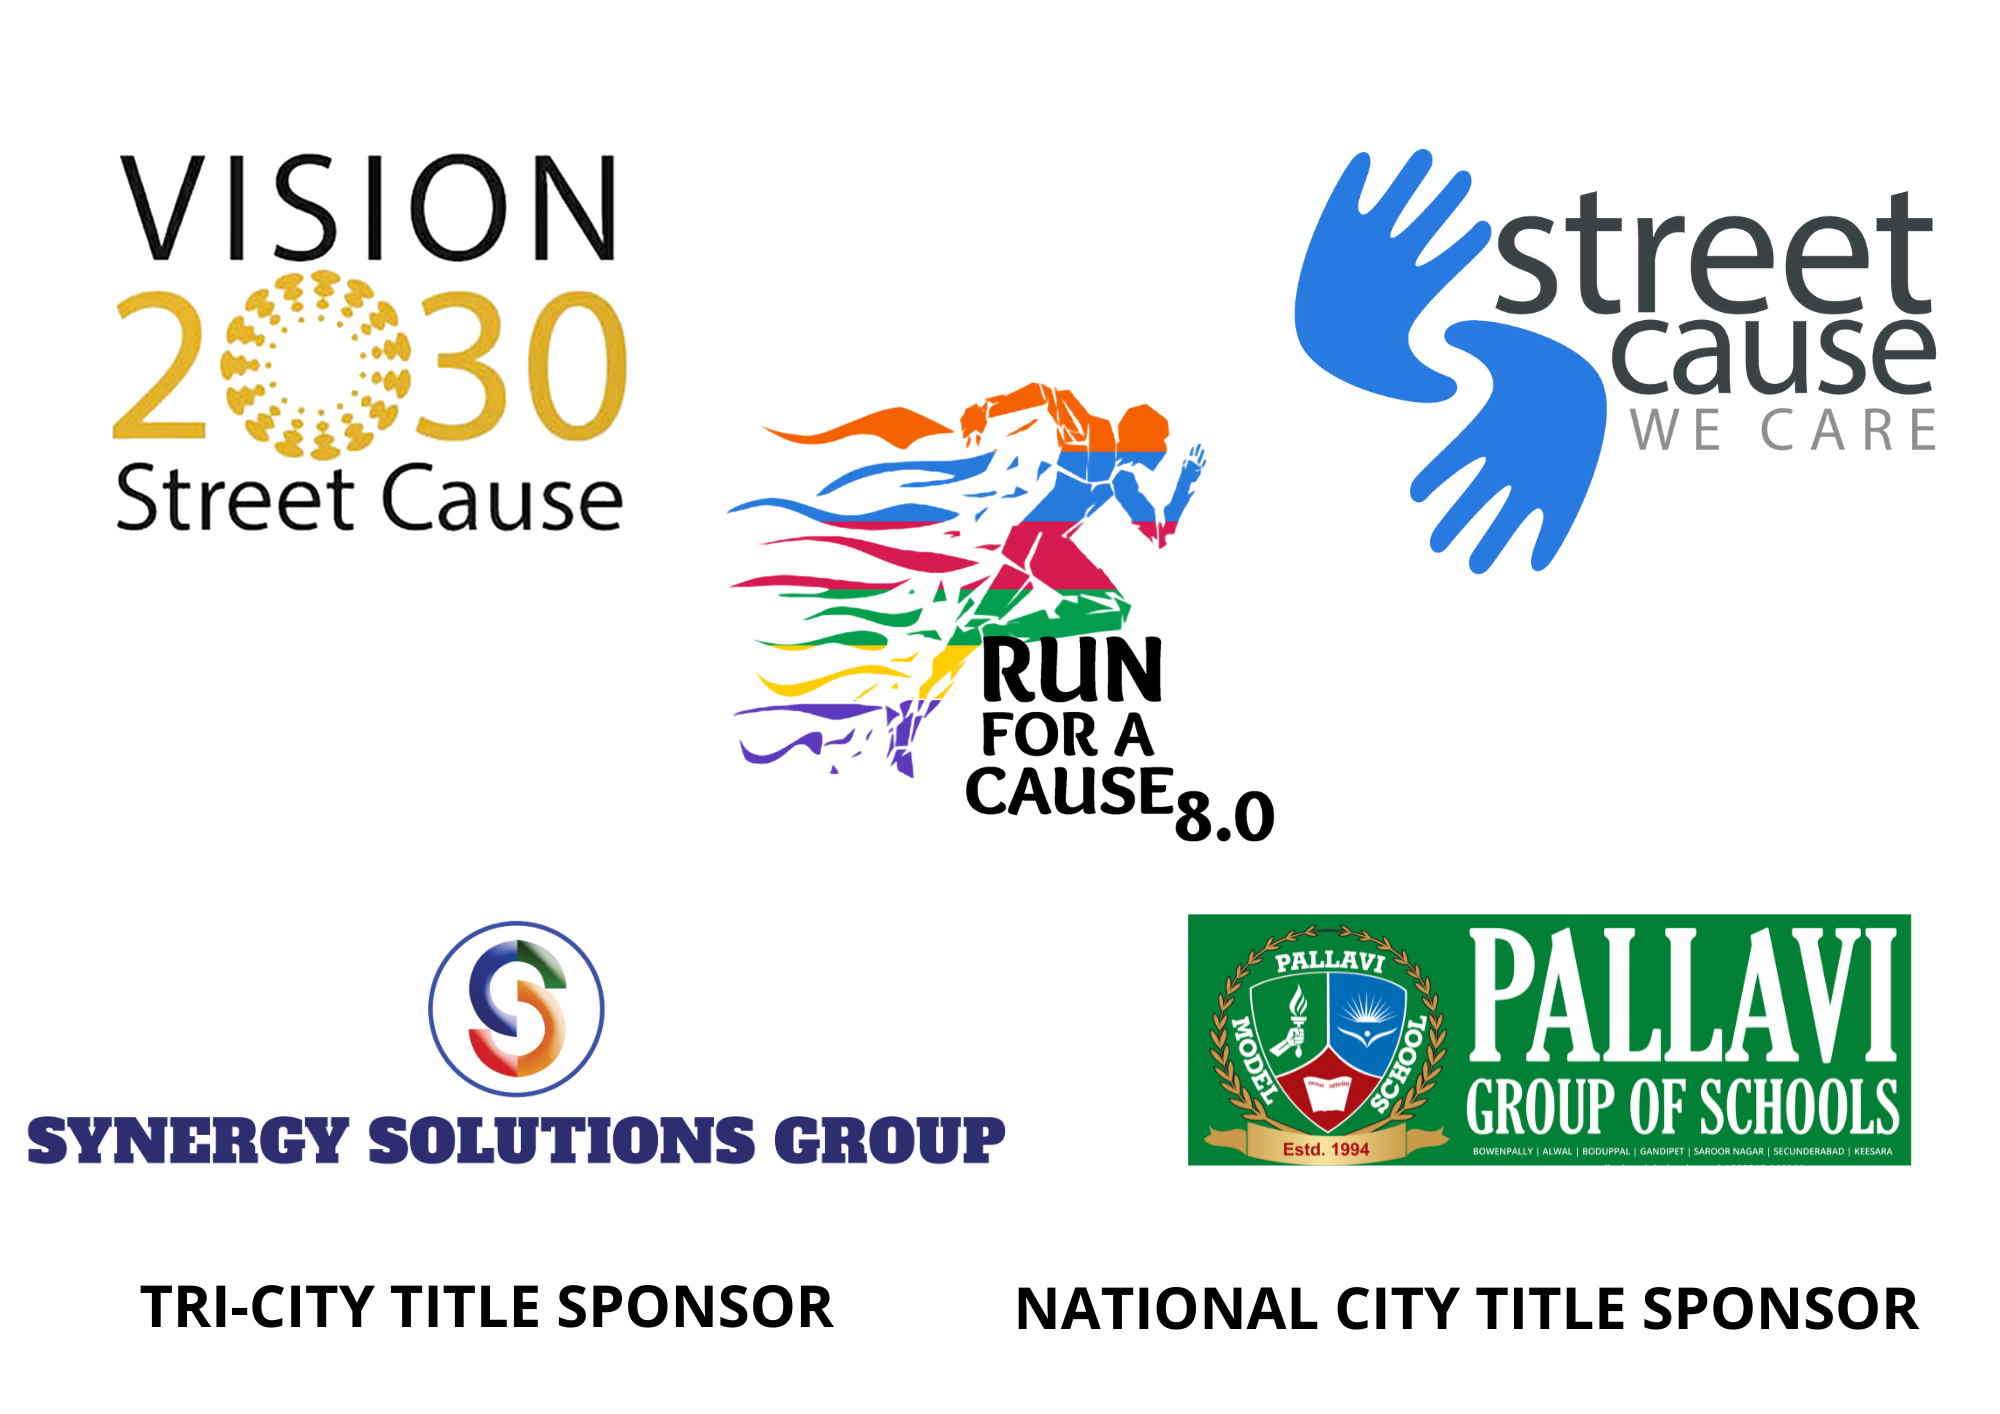 VISION
2030
Street Cause
street
cause
WE CARE
RUN
FOR A
CAUSE 8.0
SYNERGY SOLUTIONS GROUP
PALLAVI
MODEL
SCHOOL
Estd. 1994
PALLAVI
GROUP OF SCHOOLS
BOWENPALLY | ALWAL | BODUPPAL | GANDIPET | SAROOR NAGAR | SECUNDERABAD | KEESARA
TRI-CITY TITLE SPONSOR
NATIONAL CITY TITLE SPONSOR